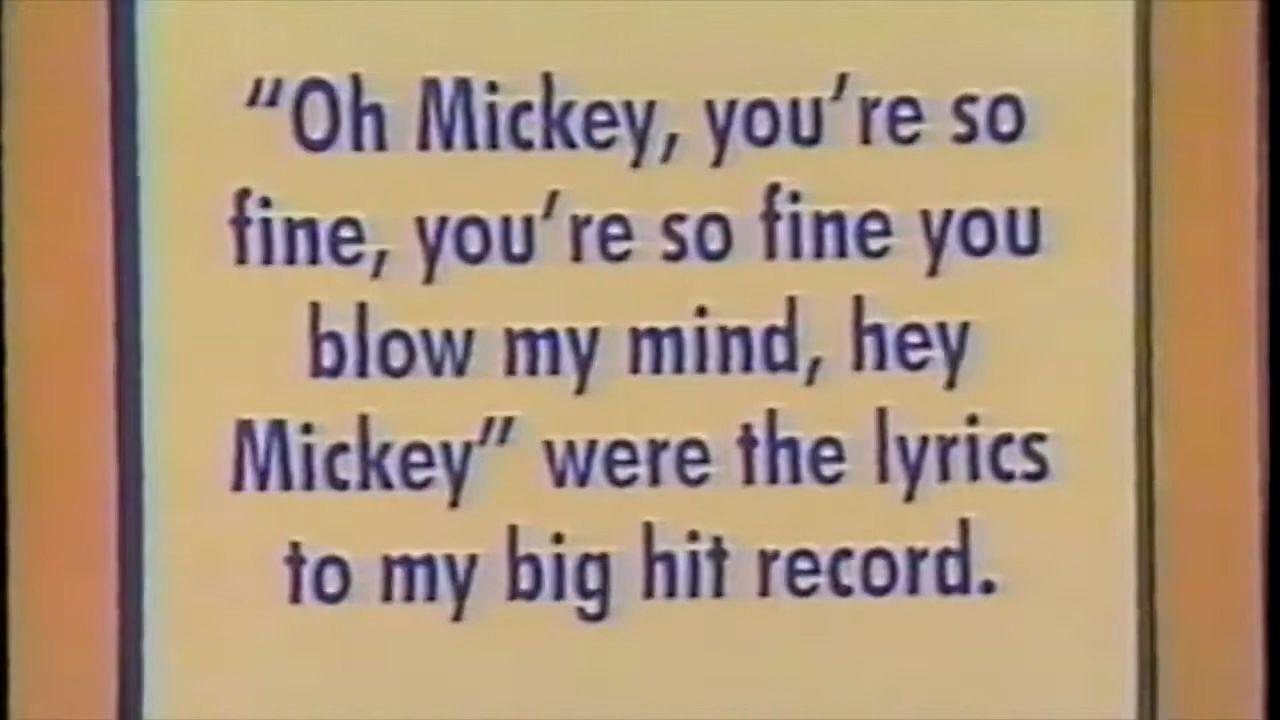 “Oh Mickey, you’re so
fine, you’re so fine you
blow my mind, hey
Mickey” were the lyrics
to my big hit record.